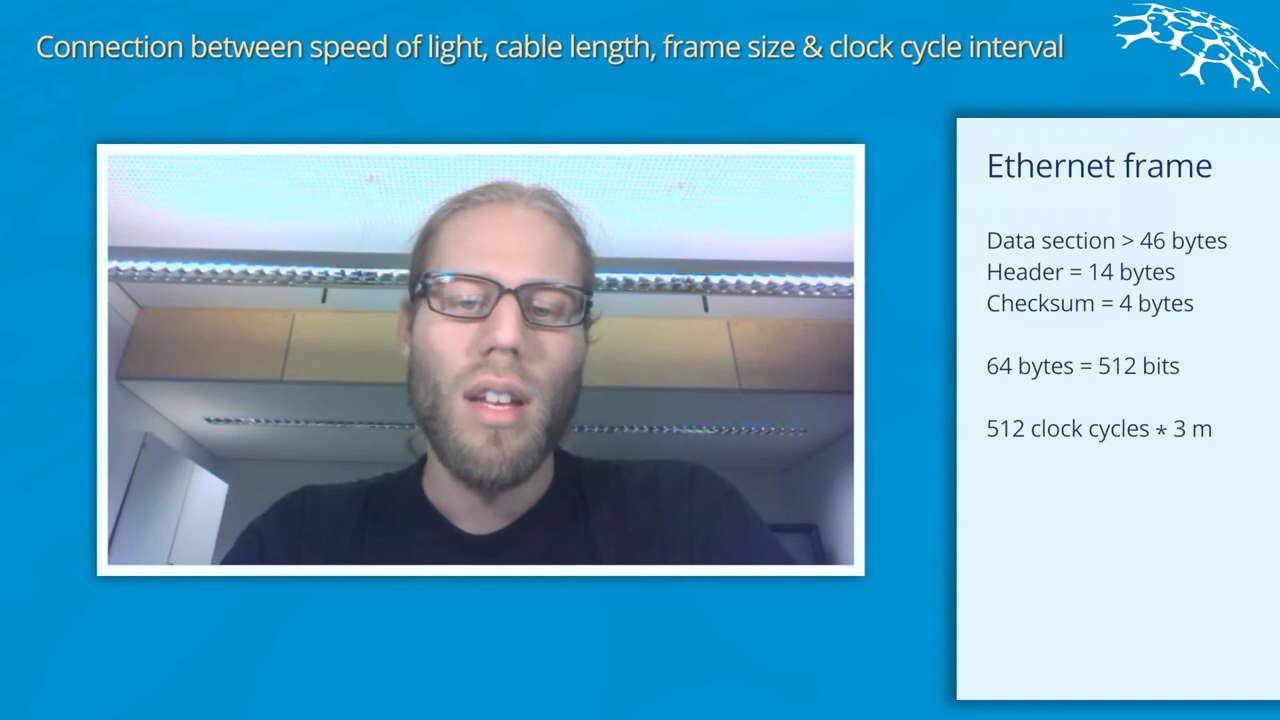 Connection between speed of light, cable length, frame size & clock cycle interval
Ethernet frame
Data section > 46 bytes
Header = 14 bytes
Checksum = 4 bytes
64 bytes = 512 bits
512 clock cycles * 3 m